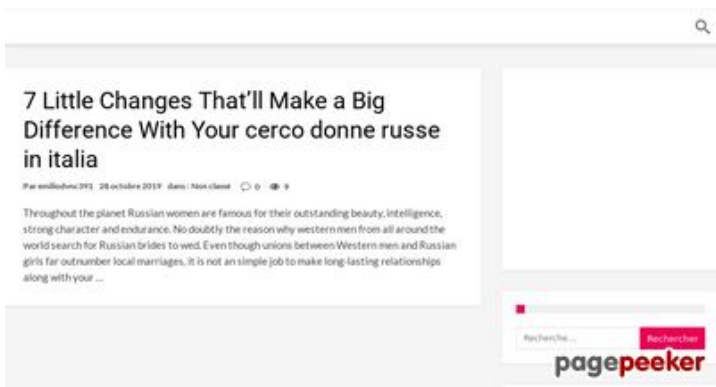 7 Little Changes That’ll Make a Big
Difference With Your cerco donne russe
in italia
Par emiliodvnc391 28 octobre 2019 dans: Non classé 0 9
Throughout the planet Russian women are famous for their outstanding beauty, intelligence,
strong character and endurance. No doubtly the reason why western men from all around the
world search for Russian brides to wed. Even though unions between Western men and Russian
girls far outnumber local marriages, it is not an simple job to make long-lasting relationships
along with your ...
Recherche...
Rechercher
pagepeeker